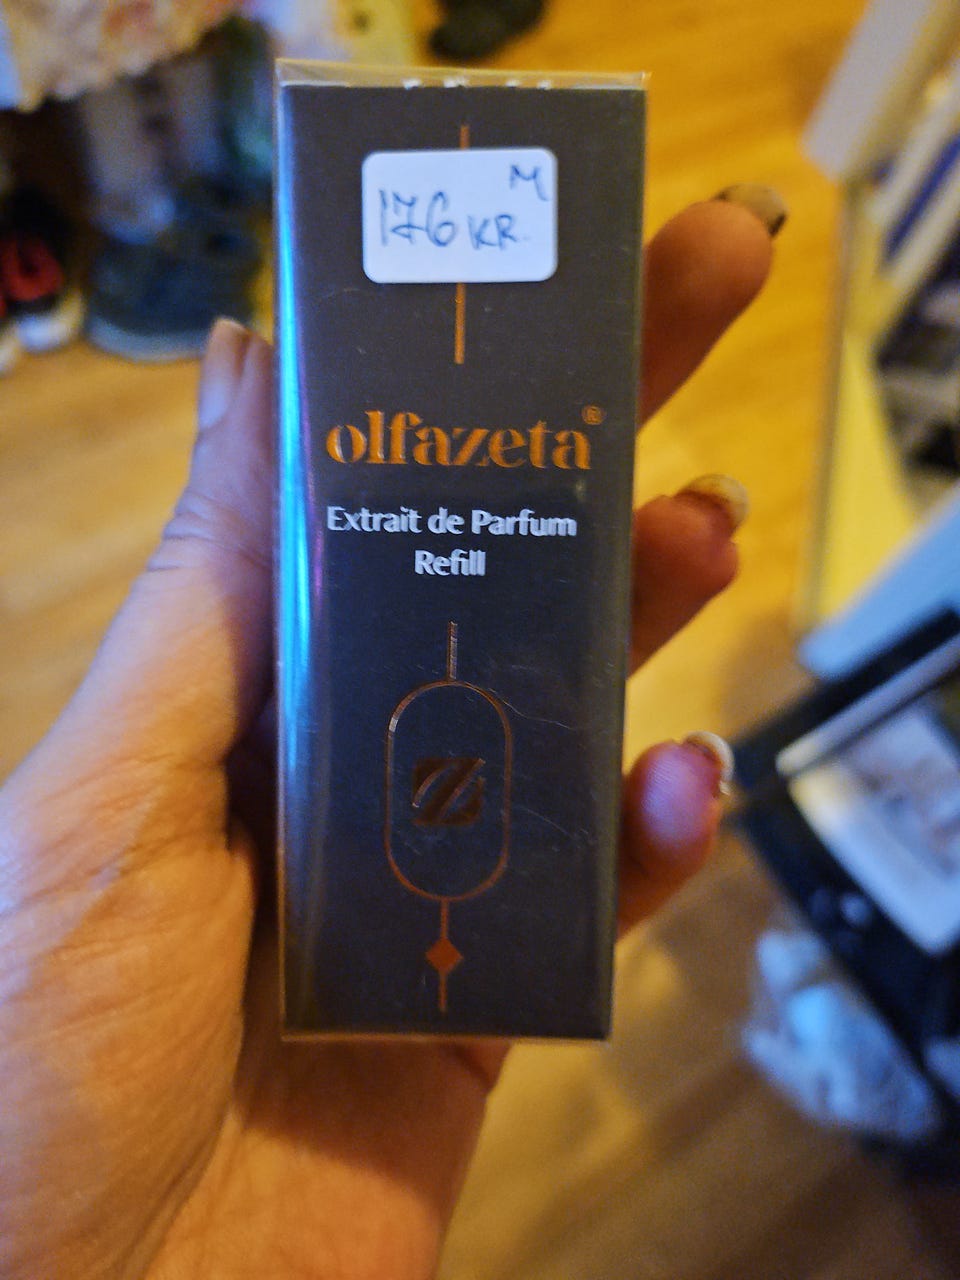 M
176 KR.
olfazeta®
Extrait de Parfum
Refill